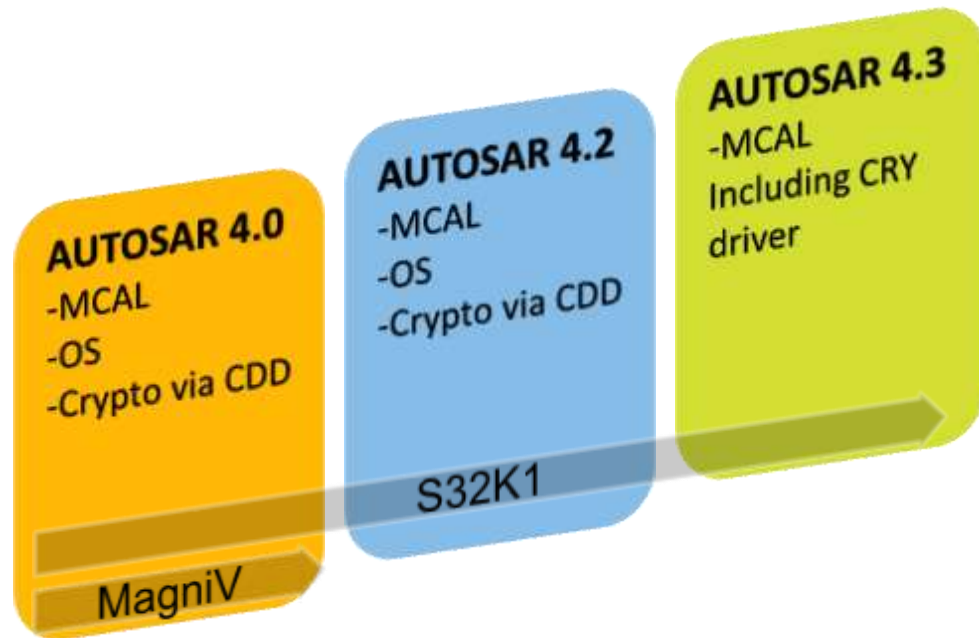 AUTOSAR 4.0
-MCAL
-OS
-Crypto via CDD
AUTOSAR 4.2
-MCAL
-OS
-Crypto via CDD
AUTOSAR 4.3
-MCAL
Including CRY
driver
S32K1
MagniV